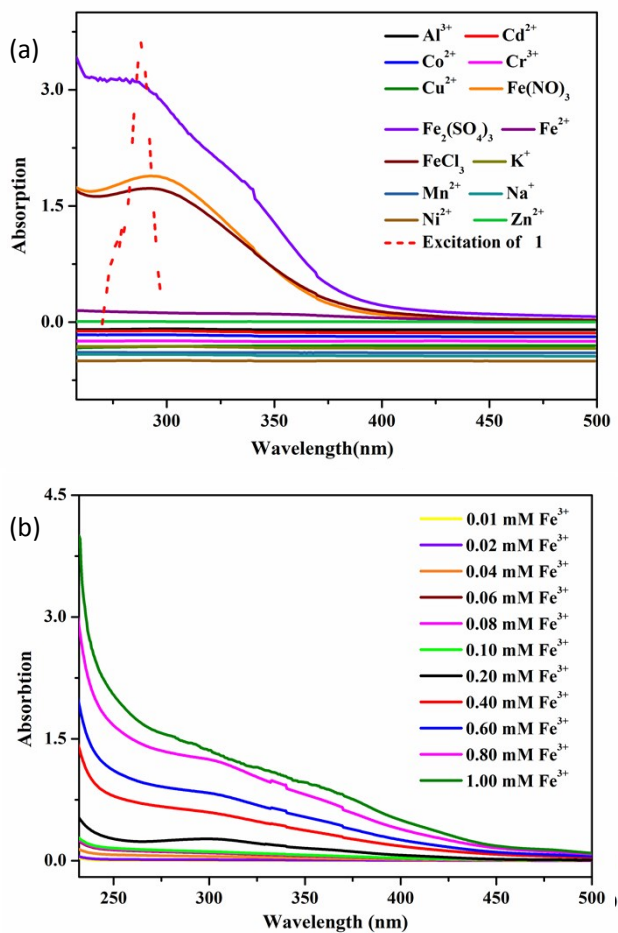 (a)
3.0
1.5
0.0
Absorption
Al³⁺ Cd²⁺
Co²⁺ Cr³⁺
Cu²⁺ Fe(NO)₃
Fe₂(SO₄)₃ Fe²⁺
FeCl₃ K⁺
Mn²⁺ Na⁺
Ni²⁺ Zn²⁺
Excitation of 1
300 350 400 450 500
Wavelength(nm)
(b)
4.5
3.0
1.5
0.0
Absorbtion
0.01 mM Fe³⁺
0.02 mM Fe³⁺
0.04 mM Fe³⁺
0.06 mM Fe³⁺
0.08 mM Fe³⁺
0.10 mM Fe³⁺
0.20 mM Fe³⁺
0.40 mM Fe³⁺
0.60 mM Fe³⁺
0.80 mM Fe³⁺
1.00 mM Fe³⁺
250 300 350 400 450 500
Wavelength (nm)